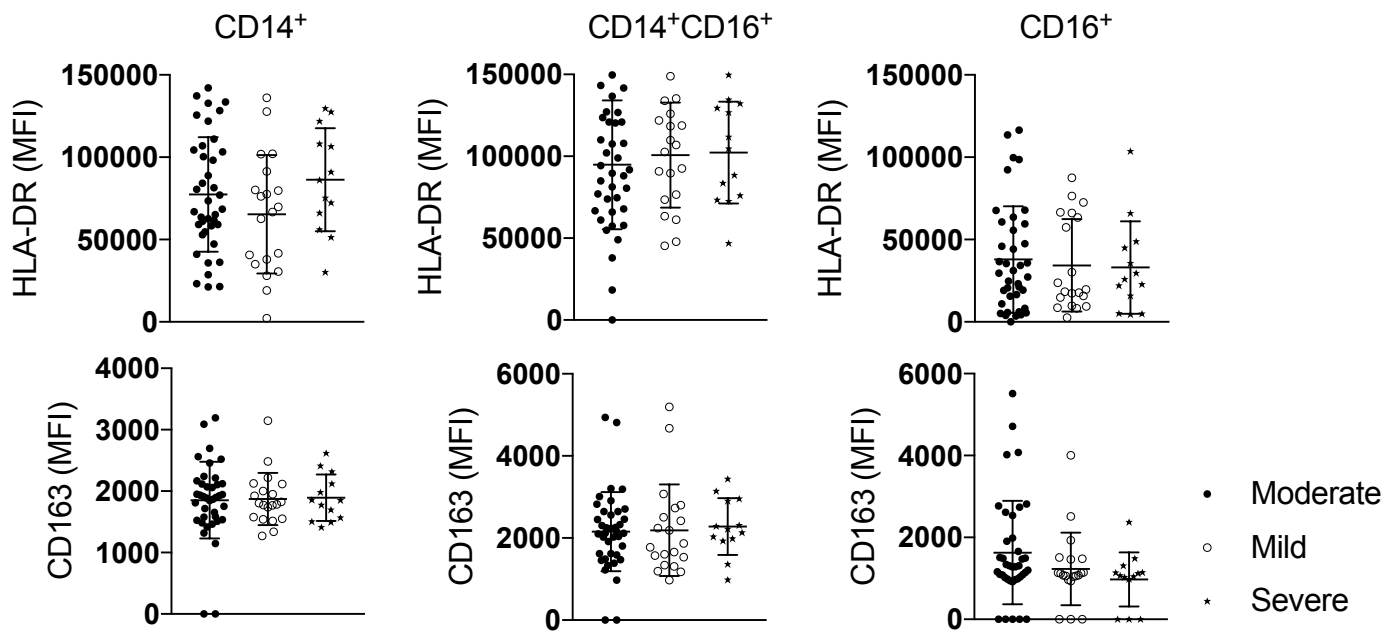 CD14+
CD14+CD16+
CD16+
HLA-DR (MFI)
150000
100000
50000
0
HLA-DR (MFI)
150000
100000
50000
0
HLA-DR (MFI)
150000
100000
50000
0
CD163 (MFI)
4000
3000
2000
1000
0
CD163 (MFI)
6000
4000
2000
0
CD163 (MFI)
6000
4000
2000
0
Moderate
Mild
Severe